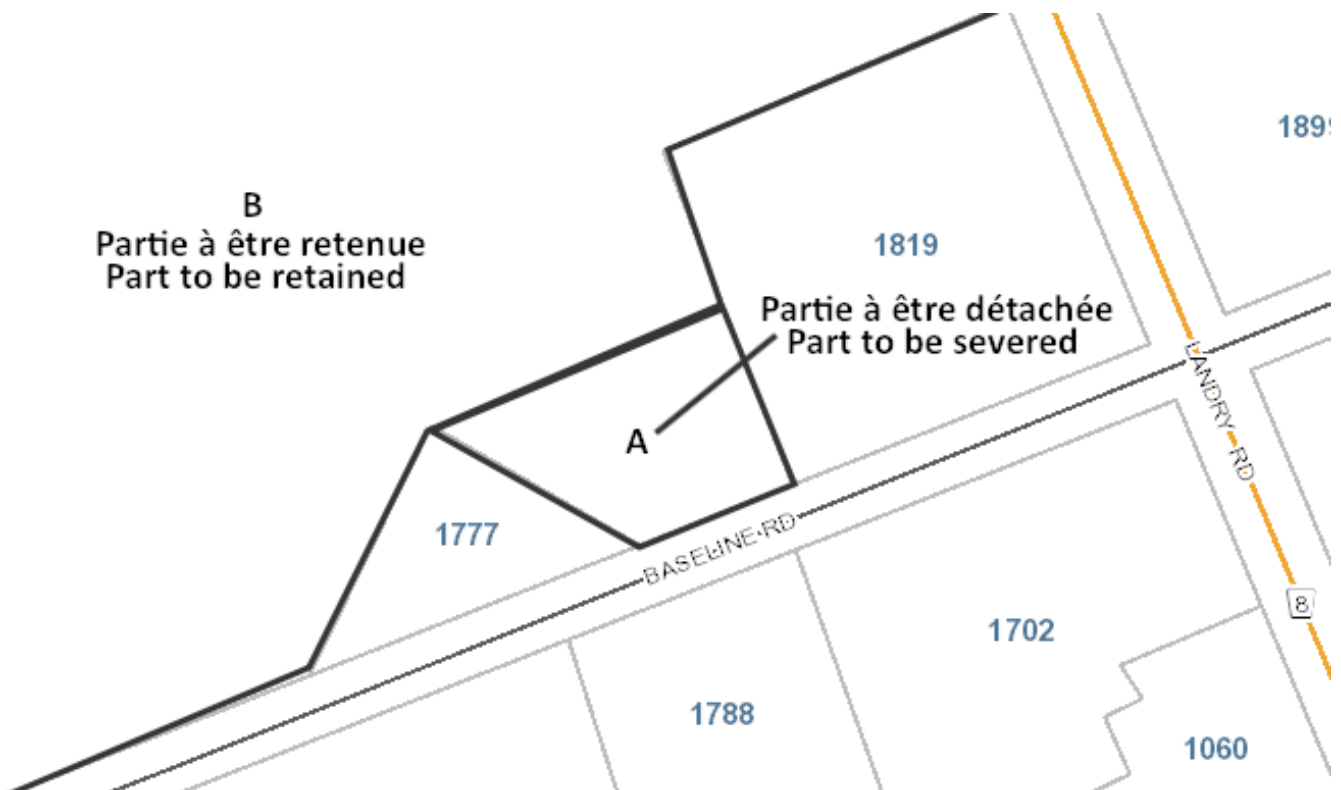 1899
B
Partie à être retenue
Part to be retained
1819
Partie à être détachée
Part to be severed
LANDRY RD
A
1777
BASELINE RD
8
1702
1788
1060